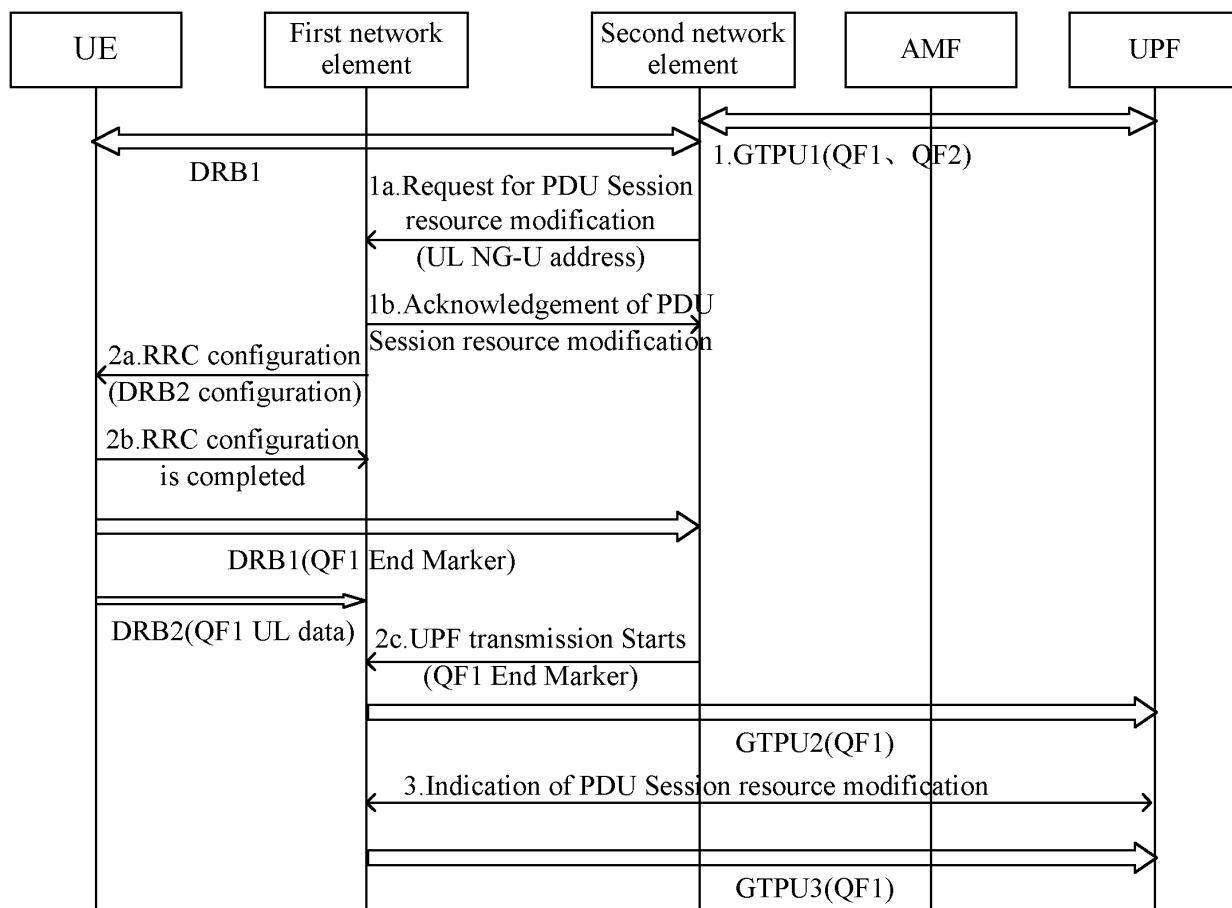 UE
First network
element
Second network
element
AMF
UPF
DRB1
1.GTPU1(QF1、QF2)
1a.Request for PDU Session
resource modification
(UL NG-U address)
1b.Acknowledgement of PDU
Session resource modification
2a.RRC configuration
(DRB2 configuration)
2b.RRC configuration
is completed
DRB1(QF1 End Marker)
DRB2(QF1 UL data)
2c.UPF transmission Starts
(QF1 End Marker)
GTPU2(QF1)
3.Indication of PDU Session resource modification
GTPU3(QF1)